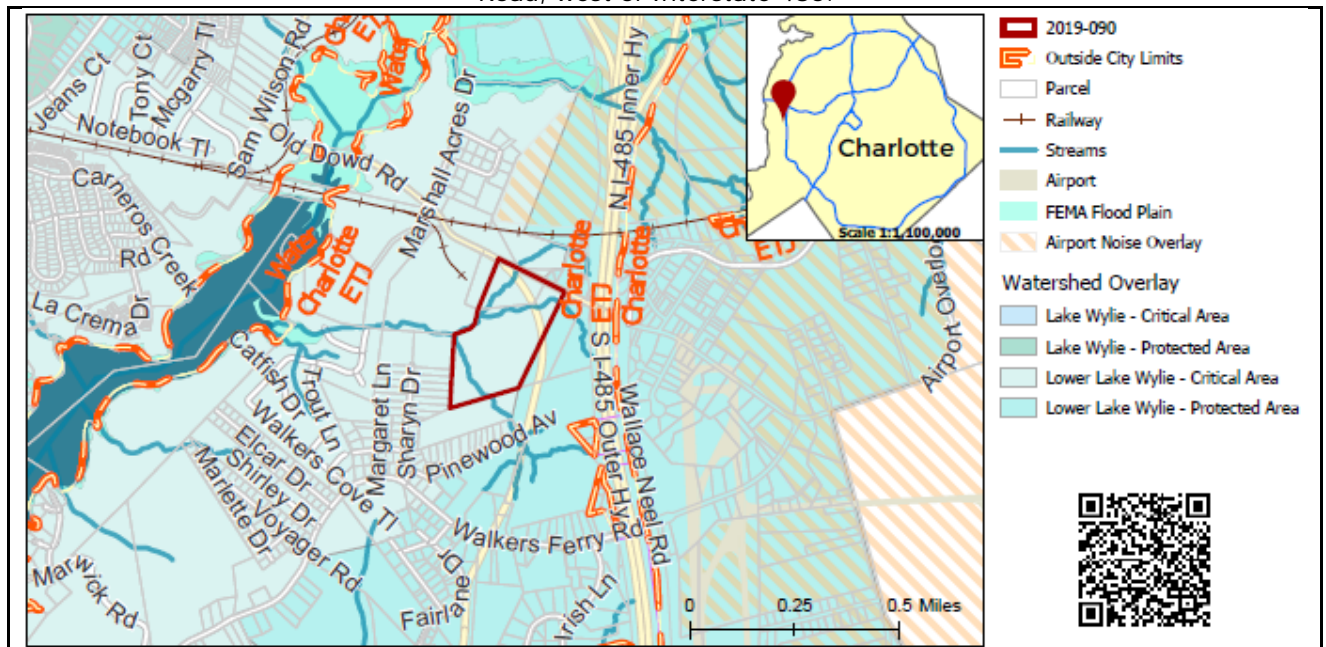 Road, west of Interstate 485.
Jeans Ct
Tony Ct
Mcgarry Tl
Notebook Tl
Sam Wilson Rd
Old Dowd Rd
Marshall Acres Dr
Water
ETJ
N I-485 Inner Hy
Carneros Creek
Rd
La Crema Dr
Charlotte
ETJ
Charlotte
ETJ
Charlotte
ETJ
Catfish Dr
Trout Ln
Walkers Cove Tl
Elcar Dr
Shirley Dr
Marlette Dr
Voyager Rd
Margaret Ln
Sharyn Dr
Pinewood Av
S I-485 Outer Hy
Wallace Neel Rd
Walkers Ferry Rd
Fairlane Dr
Irish Ln
Marwick Rd
Airport Overlook
Charlotte
Scale 1:1,100,000
0 0.25 0.5 Miles
2019-090
Outside City Limits
Parcel
Railway
Streams
Airport
FEMA Flood Plain
Airport Noise Overlay
Watershed Overlay
Lake Wylie - Critical Area
Lake Wylie - Protected Area
Lower Lake Wylie - Critical Area
Lower Lake Wylie - Protected Area